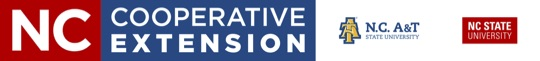 NC COOPERATIVE
EXTENSION
N.C. A&T
STATE UNIVERSITY
NC STATE
UNIVERSITY